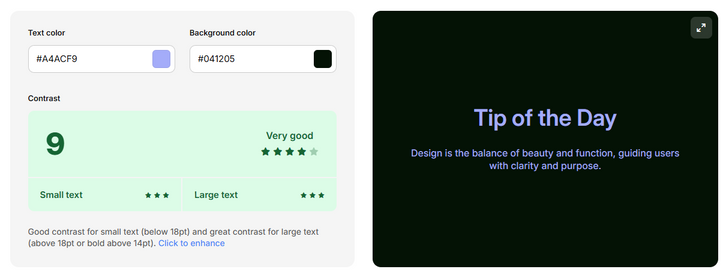 Text color
Background color
#A4ACF9
#041205
Contrast
9
Very good
Small text
Large text
Good contrast for small text (below 18pt) and great contrast for large text
(above 18pt or bold above 14pt). Click to enhance
Tip of the Day
Design is the balance of beauty and function, guiding users
with clarity and purpose.